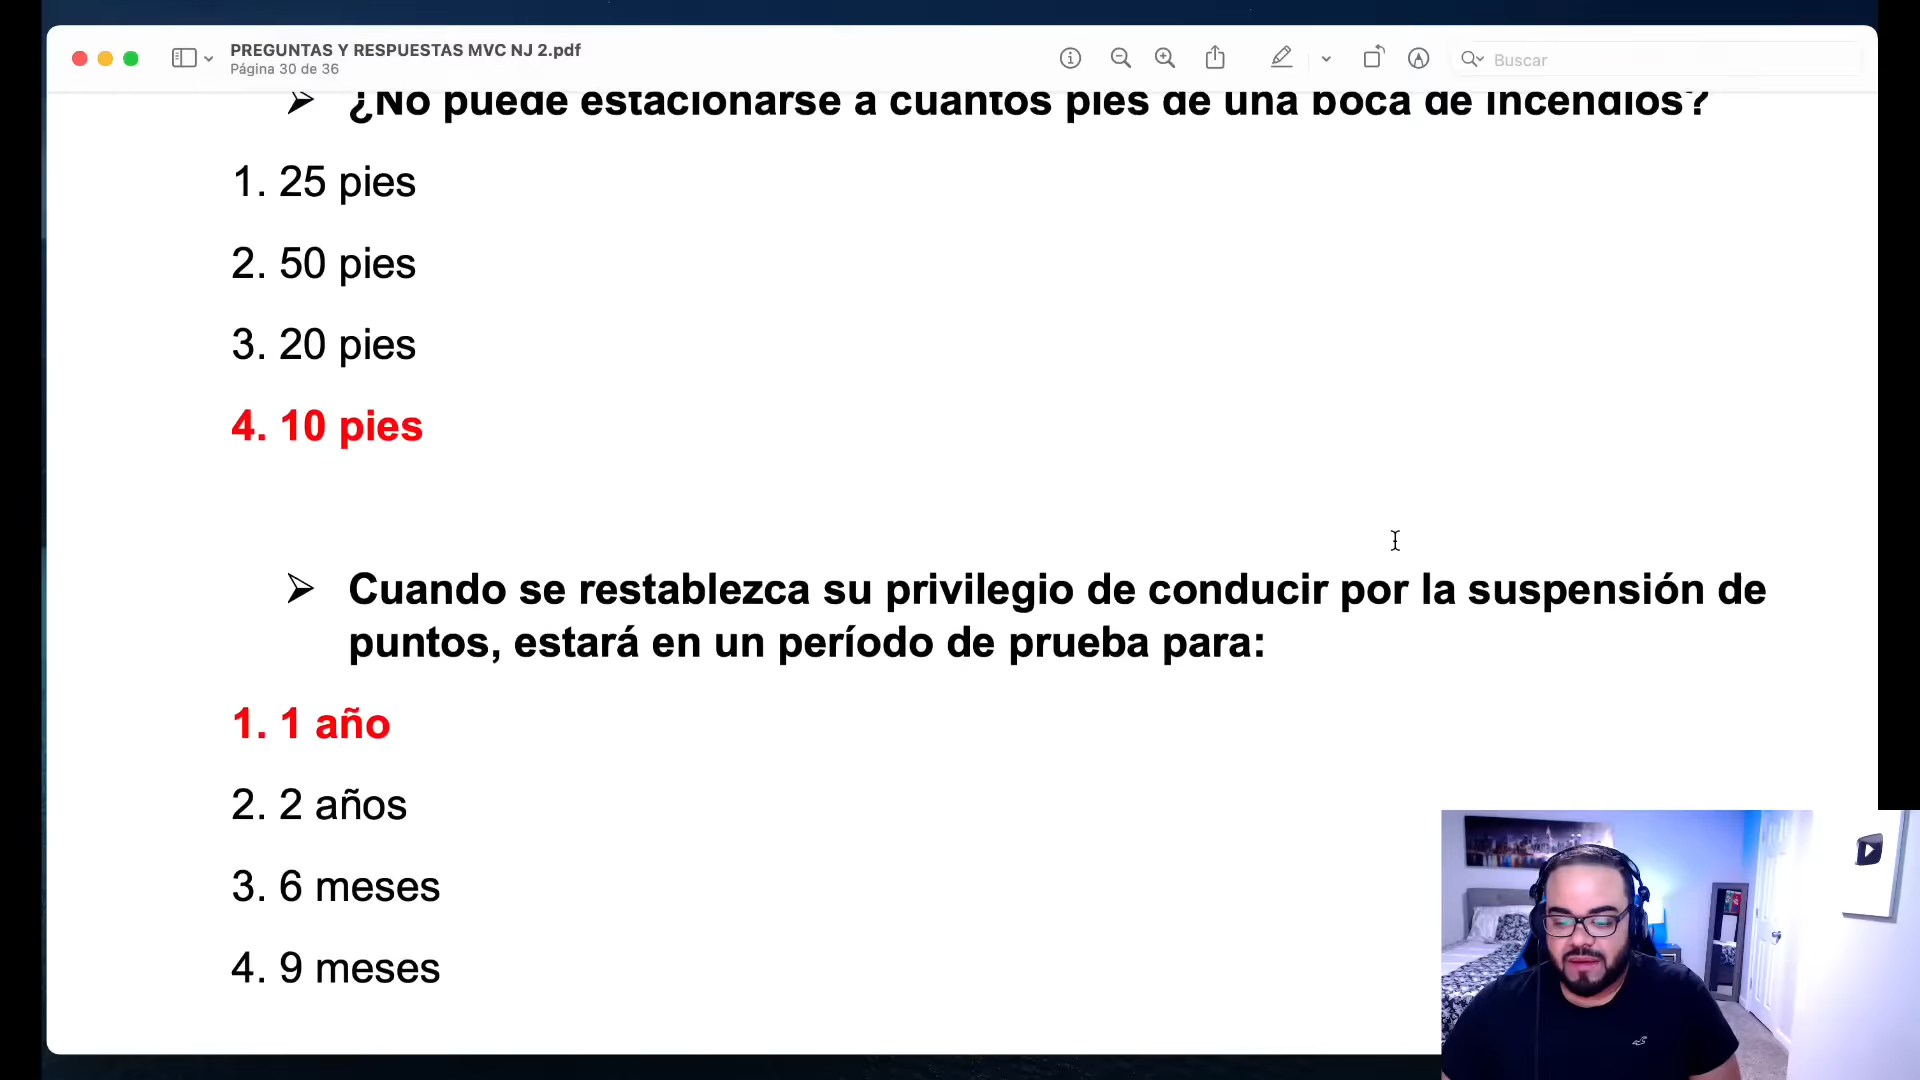 PREGUNTAS Y RESPUESTAS MVC NJ 2.pdf
Página 30 de 36
Buscar
¿No puede estacionarse a cuántos pies de una boca de incendios?
1. 25 pies
2. 50 pies
3. 20 pies
4. 10 pies
Cuando se restablezca su privilegio de conducir por la suspensión de
puntos, estará en un período de prueba para:
1. 1 año
2. 2 años
3. 6 meses
4. 9 meses